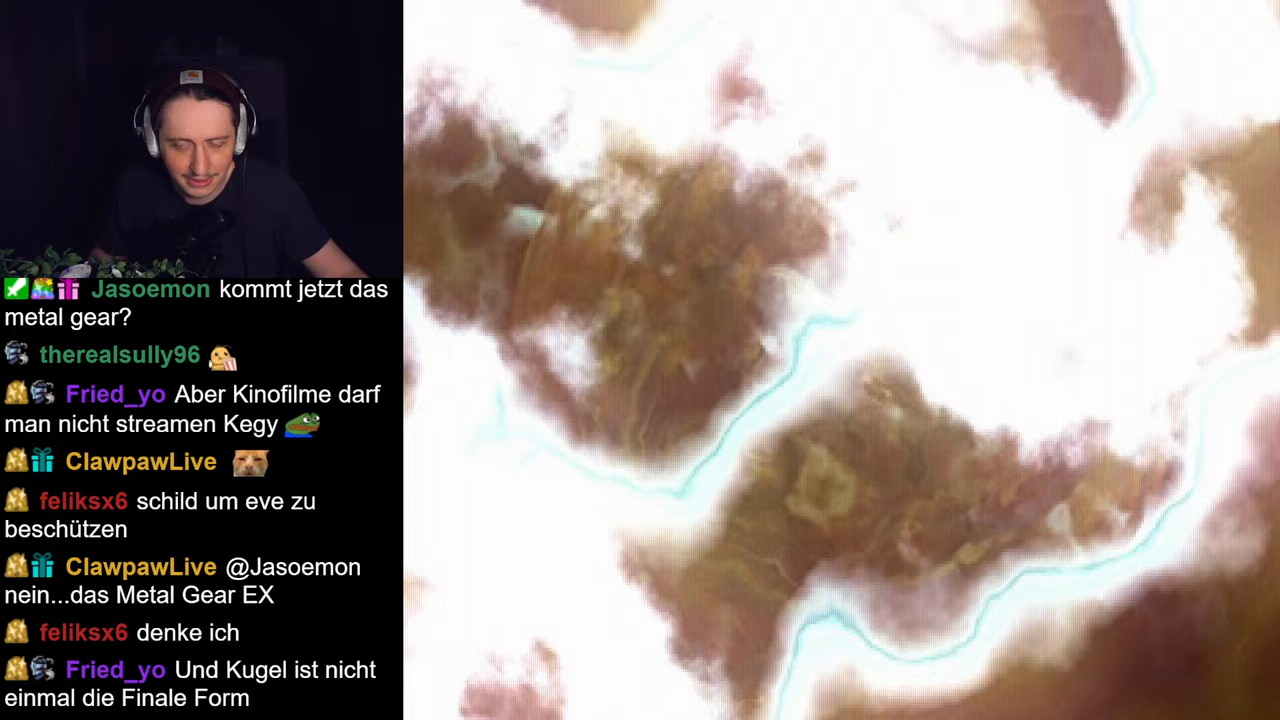 Jasoemon kommt jetzt das
metal gear?
therealsully96
Fried_yo Aber Kinofilme darf
man nicht streamen Kegy
ClawpawLive
feliksx6 schild um eve zu
beschützen
ClawpawLive @Jasoemon
nein...das Metal Gear EX
feliksx6 denke ich
Fried_yo Und Kugel ist nicht
einmal die Finale Form